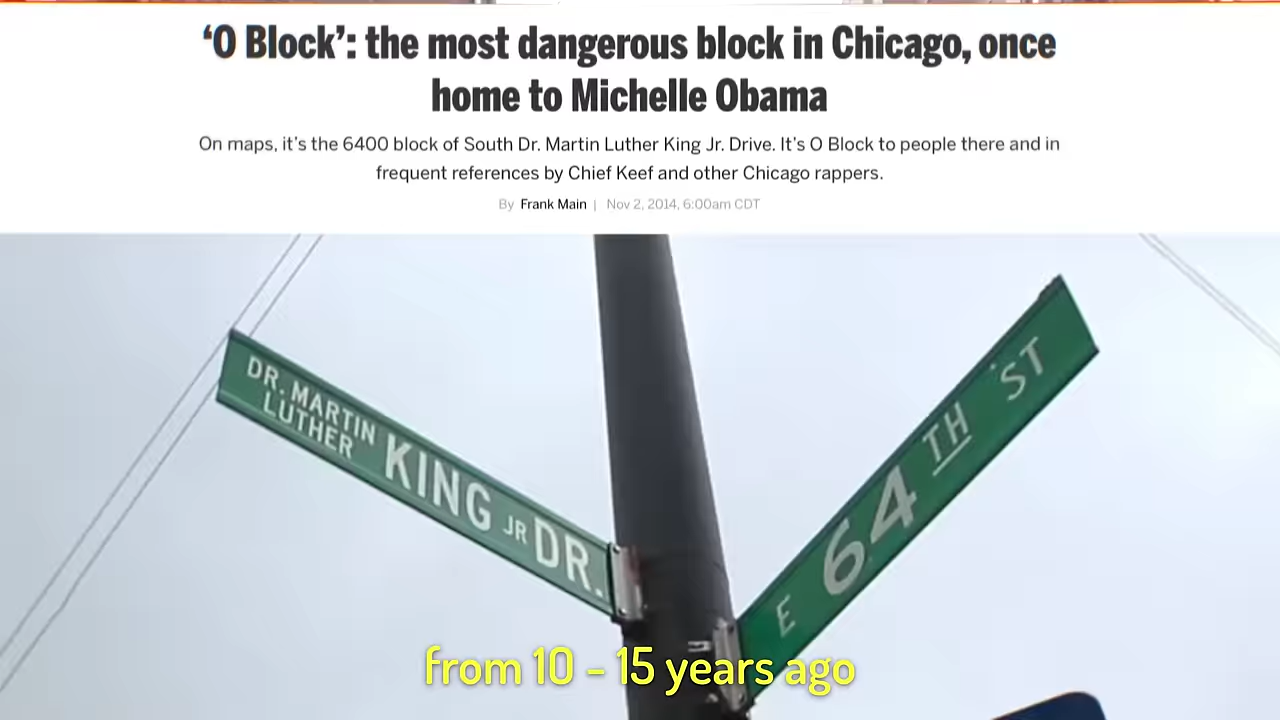 ‘O Block’: the most dangerous block in Chicago, once
home to Michelle Obama
On maps, it’s the 6400 block of South Dr. Martin Luther King Jr. Drive. It’s O Block to people there and in
frequent references by Chief Keef and other Chicago rappers.
By Frank Main | Nov 2, 2014, 6:00am CDT
DR. MARTIN
LUTHER KING JR DR.
E 64TH ST
from 10 - 15 years ago